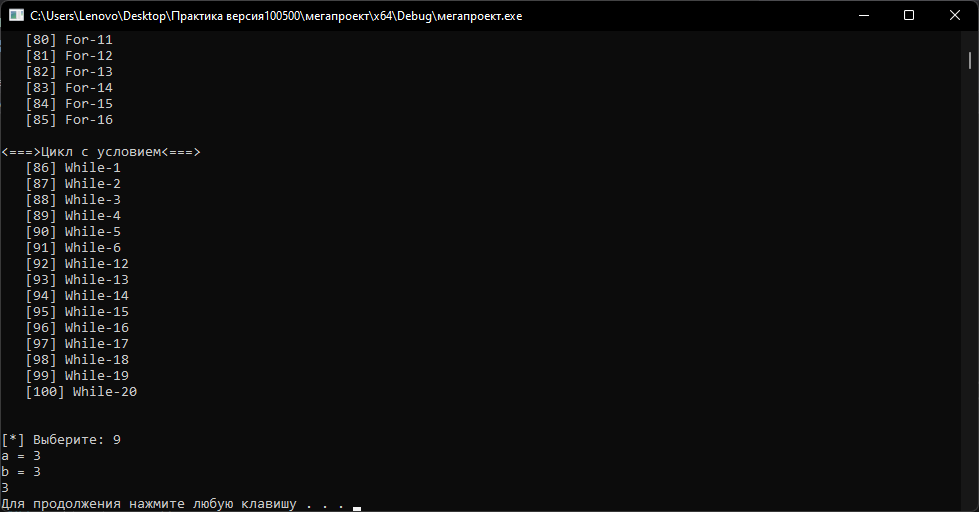 C:\Users\Lenovo\Desktop\Практика версия100500\мегапроект\x64\Debug\мегапроект.exe
[80] For-11
[81] For-12
[82] For-13
[83] For-14
[84] For-15
[85] For-16
<===>Цикл с условием<===>
[86] While-1
[87] While-2
[88] While-3
[89] While-4
[90] While-5
[91] While-6
[92] While-12
[93] While-13
[94] While-14
[95] While-15
[96] While-16
[97] While-17
[98] While-18
[99] While-19
[100] While-20
[*] Выберите: 9
a = 3
b = 3
3
Для продолжения нажмите любую клавишу . . .